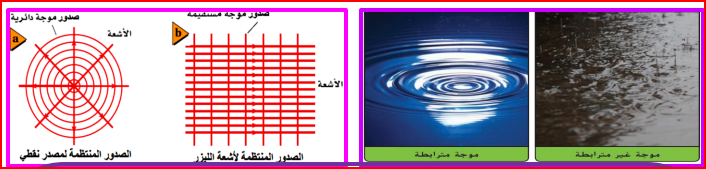 صدور موجة دائرية
الأشعة
a
الصدور المنتظمة لمصدر نقطي
صدور موجة مستقيمة
b
الأشعة
الصدور المنتظمة لأشعة الليزر
موجة مترابطة
موجة غير مترابطة